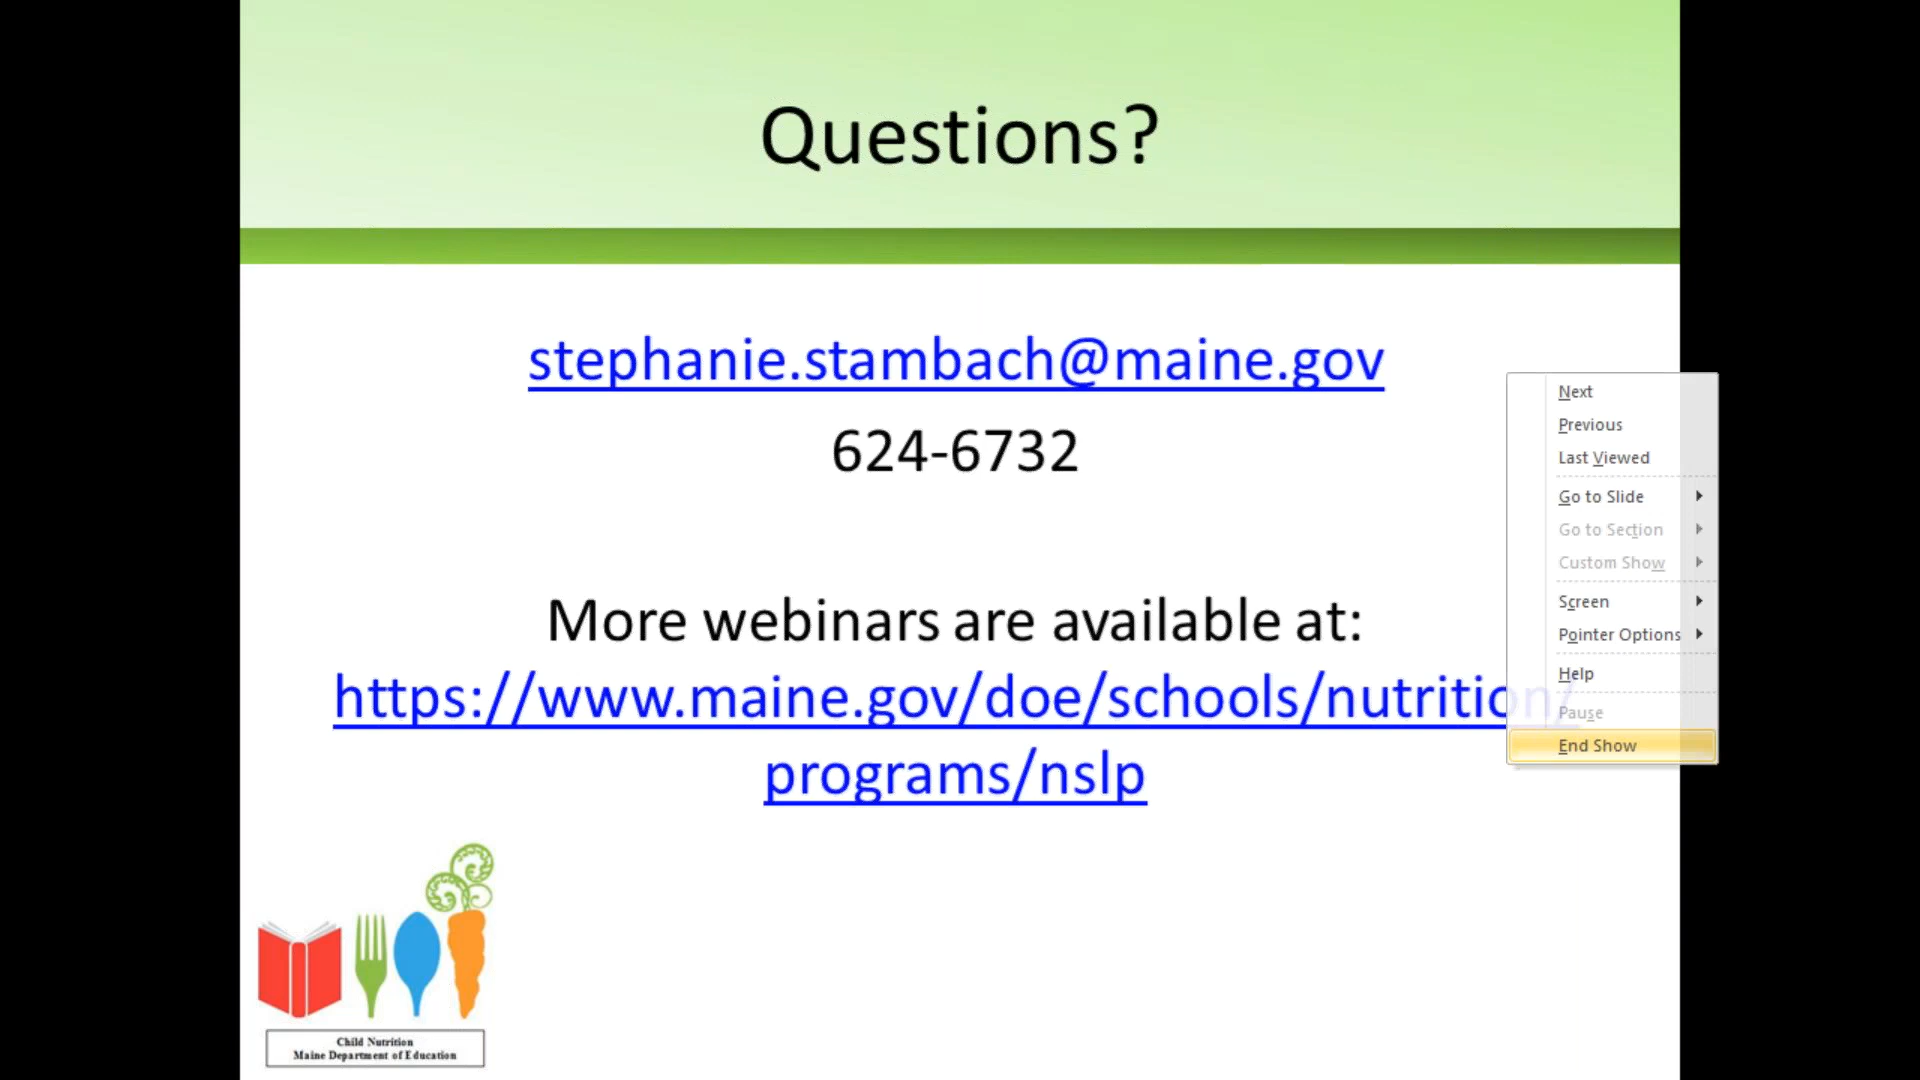 Questions?
stephanie.stambach@maine.gov
624-6732
More webinars are available at:
https://www.maine.gov/doe/schools/nutrition/
programs/nslp
Next
Previous
Last Viewed
Go to Slide
Go to Section
Custom Show
Screen
Pointer Options
Help
Pause
End Show
Child Nutrition
Maine Department of Education